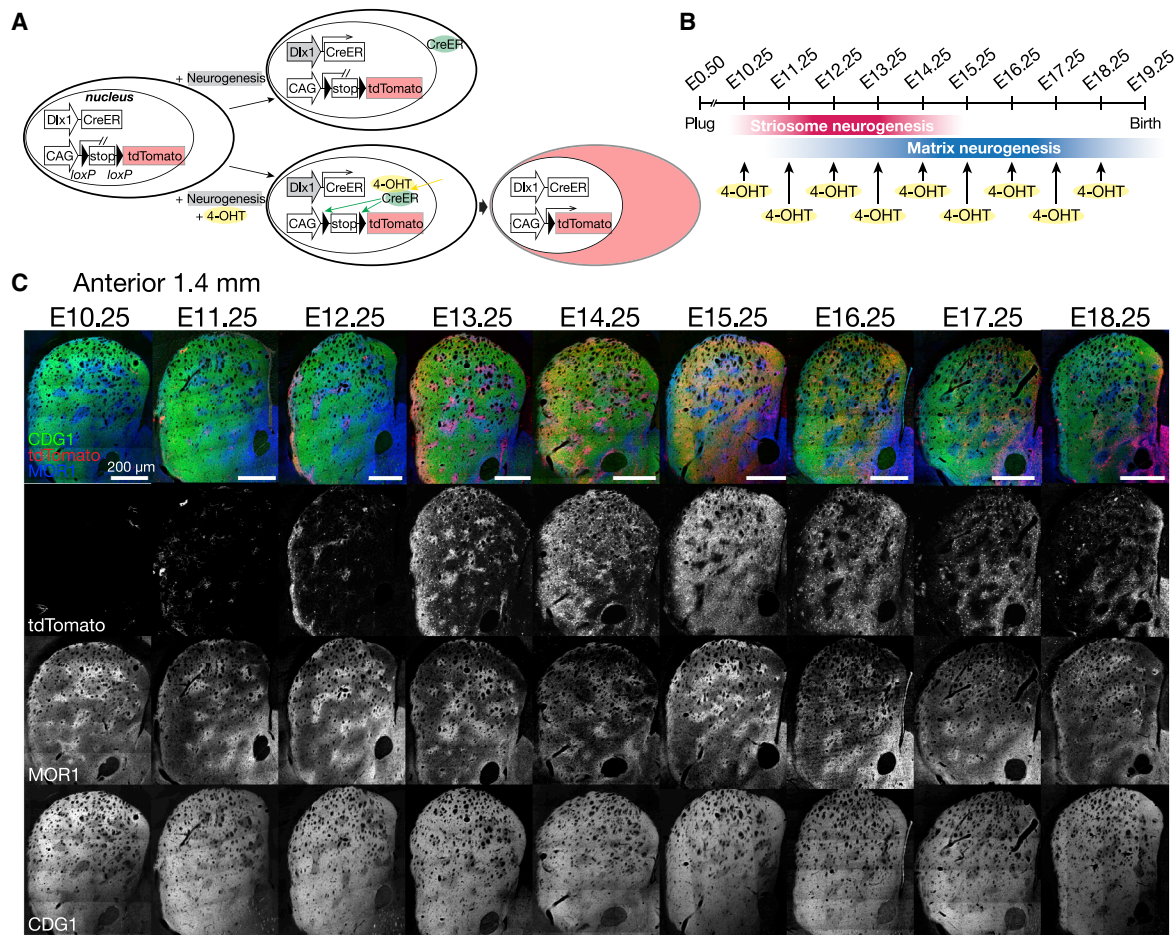 A
nucleus
Dlx1 CreER
CAG stop tdTomato
loxP loxP
+ Neurogenesis
Dlx1 CreER
CreER
CAG stop tdTomato
+ Neurogenesis
+ 4-OHT
Dlx1 CreER
4-OHT
CreER
CAG stop tdTomato
Dlx1 CreER
CAG tdTomato
B
E0.50 E10.25 E11.25 E12.25 E13.25 E14.25 E15.25 E16.25 E17.25 E18.25 E19.25
Plug Birth
Striosome neurogenesis
Matrix neurogenesis
4-OHT 4-OHT 4-OHT 4-OHT 4-OHT
4-OHT 4-OHT 4-OHT 4-OHT
C Anterior 1.4 mm
E10.25 E11.25 E12.25 E13.25 E14.25 E15.25 E16.25 E17.25 E18.25
CDG1
tdTomato
MOR1
200 µm
tdTomato
MOR1
CDG1